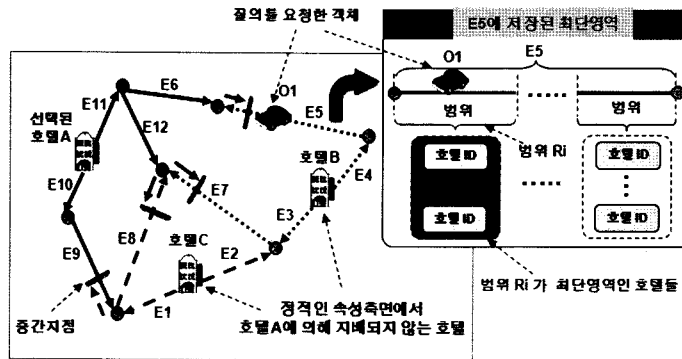 질의를 요청한 객체
E5에 저장된 최단영역
E5
O1
범위
범위
범위 Ri
호텔 ID
호텔 ID
호텔 ID
호텔 ID
범위 Ri 가 최단영역인 호텔들
E6
O1
E11
E5
선택된
호텔A
E12
호텔B
E4
E10
E7
E3
E9
E8
호텔C
E2
E1
중간지점
정적인 속성측면에서
호텔A에 의해 지배되지 않는 호텔